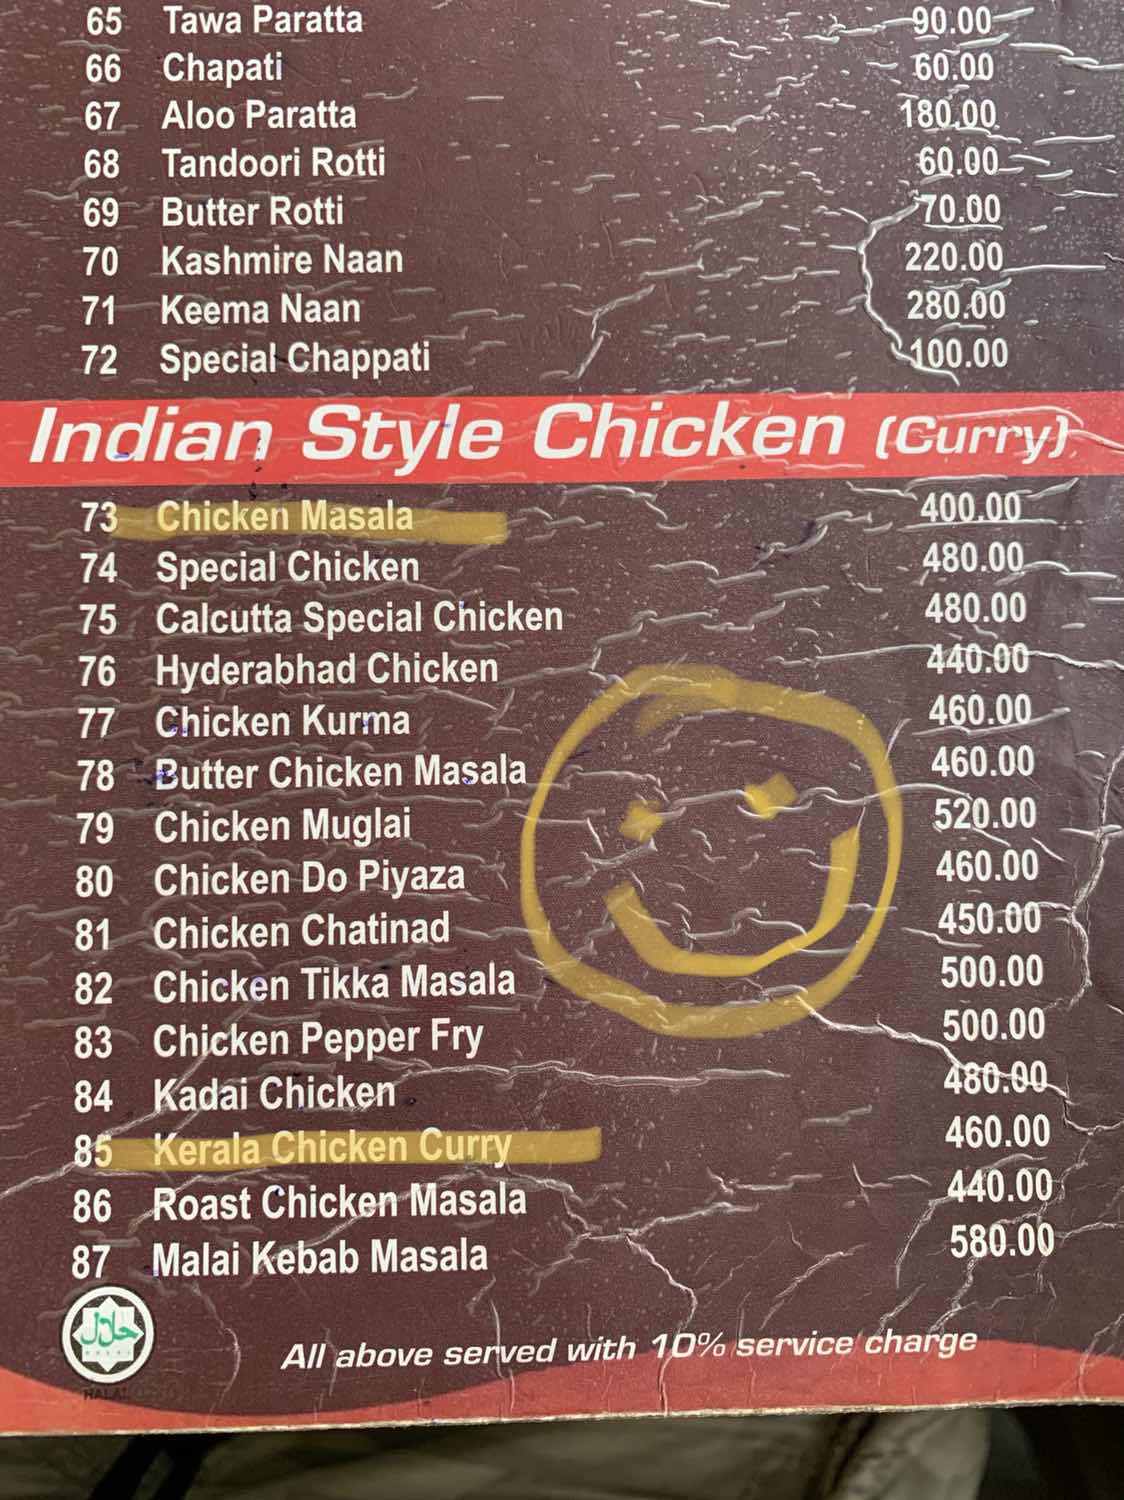 65 Tawa Paratta 90.00
66 Chapati 60.00
67 Aloo Paratta 180.00
68 Tandoori Rotti 60.00
69 Butter Rotti 70.00
70 Kashmire Naan 220.00
71 Keema Naan 280.00
72 Special Chappati 100.00
Indian Style Chicken (Curry)
73 Chicken Masala 400.00
74 Special Chicken 480.00
75 Calcutta Special Chicken 480.00
76 Hyderabhad Chicken 440.00
77 Chicken Kurma 460.00
78 Butter Chicken Masala 460.00
79 Chicken Muglai 520.00
80 Chicken Do Piyaza 460.00
81 Chicken Chatinad 450.00
82 Chicken Tikka Masala 500.00
83 Chicken Pepper Fry 500.00
84 Kadai Chicken 480.00
85 Kerala Chicken Curry 460.00
86 Roast Chicken Masala 440.00
87 Malai Kebab Masala 580.00
حلال
HALAL
HALAL
All above served with 10% service charge